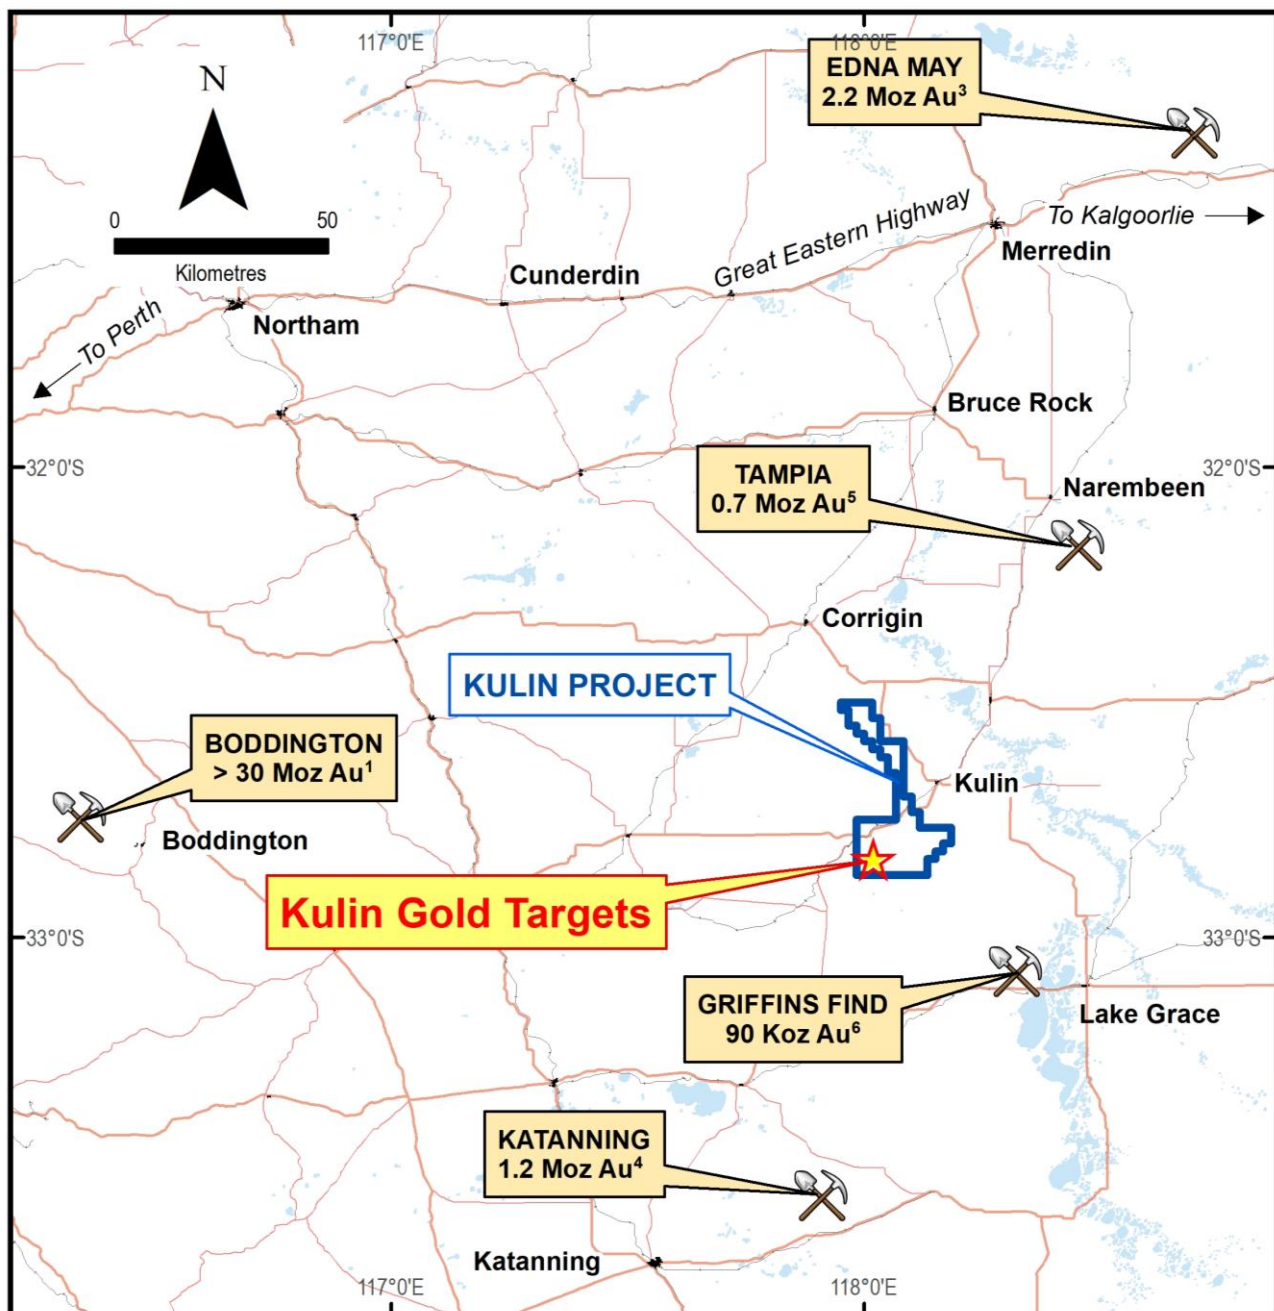 117°0'E
118°0'E
EDNA MAY
2.2 Moz Au³
N
0 50
Kilometres
To Kalgoorlie
Great Eastern Highway
Merredin
Cunderdin
To Perth
Northam
Bruce Rock
32°0'S
32°0'S
TAMPIA
0.7 Moz Au⁵
Narembeen
Corrigin
KULIN PROJECT
BODDINGTON
> 30 Moz Au¹
Kulin
Boddington
Kulin Gold Targets
33°0'S
33°0'S
GRIFFINS FIND
90 Koz Au⁶
Lake Grace
KATANNING
1.2 Moz Au⁴
Katanning
117°0'E
118°0'E